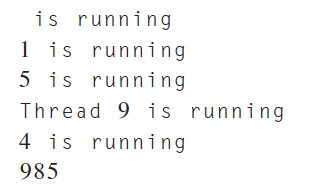 is running
1 is running
5 is running
Thread 9 is running
4 is running
985